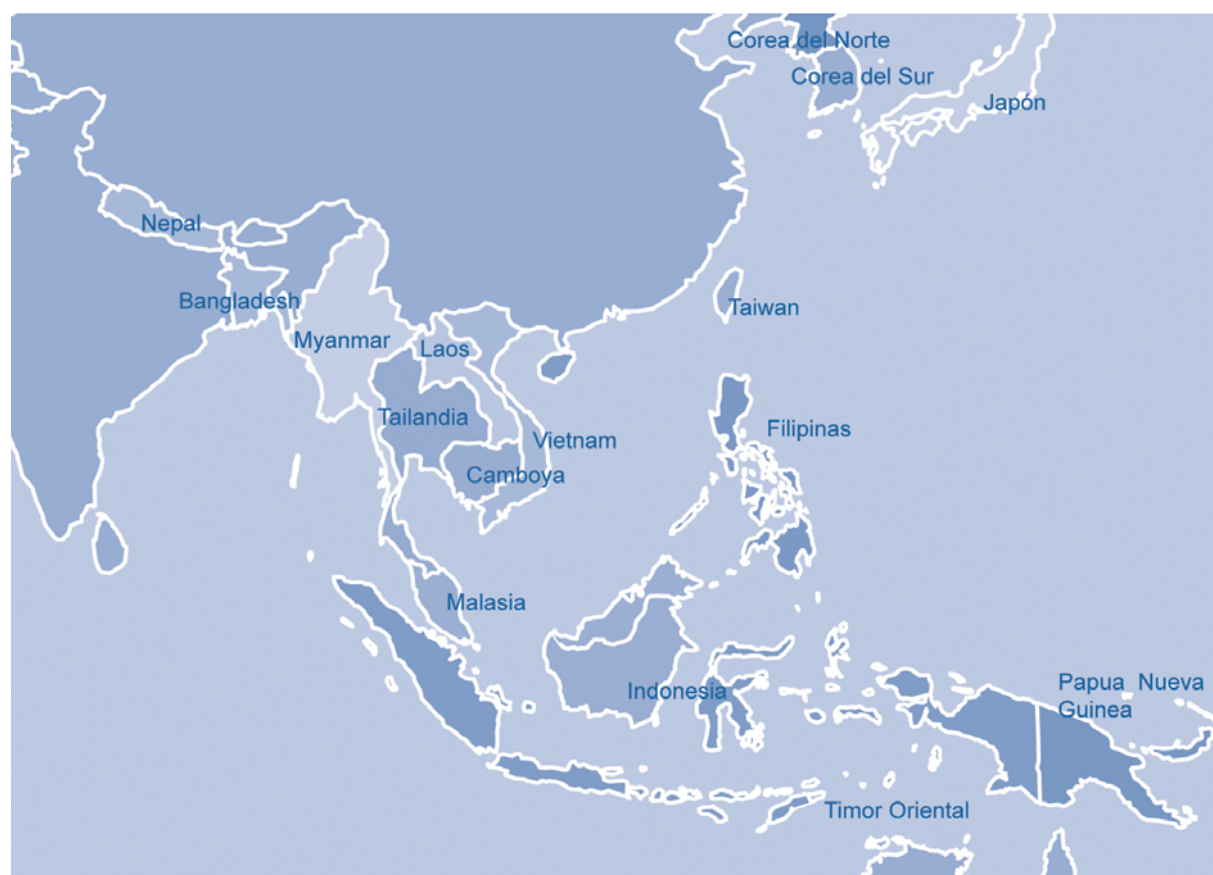 Corea del Norte
Corea del Sur
Japón
Nepal
Bangladesh
Taiwan
Myanmar
Laos
Tailandia
Filipinas
Vietnam
Camboya
Malasia
Indonesia
Papua Nueva
Guinea
Timor Oriental